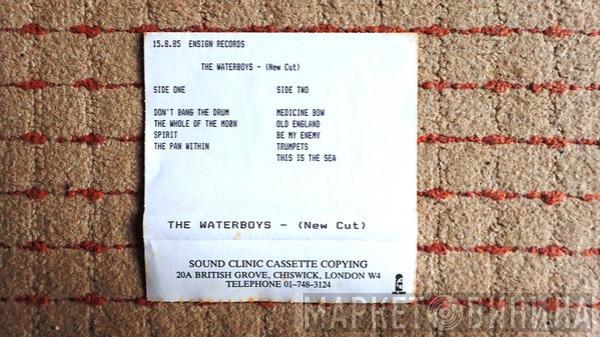 15.8.85 ENSIGN RECORDS
THE WATERBOYS - (New Cut)
SIDE ONE
DON'T BANG THE DRUM
THE WHOLE OF THE MOON
SPIRIT
THE PAN WITHIN
SIDE TWO
MEDICINE BOW
OLD ENGLAND
BE MY ENEMY
TRUMPETS
THIS IS THE SEA
THE WATERBOYS - (New Cut)
SOUND CLINIC CASSETTE COPYING
20A BRITISH GROVE, CHISWICK, LONDON W4
TELEPHONE 01-748-3124
МАРКЕТ ВИНИЛА